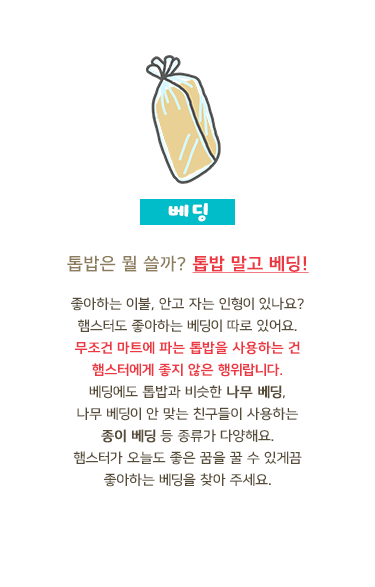 베딩
톱밥은 뭘 쓸까? 톱밥 말고 베딩!
좋아하는 이불, 안고 자는 인형이 있나요?
햄스터도 좋아하는 베딩이 따로 있어요.
무조건 마트에 파는 톱밥을 사용하는 건
햄스터에게 좋지 않은 행위랍니다.
베딩에도 톱밥과 비슷한 나무 베딩,
나무 베딩이 안 맞는 친구들이 사용하는
종이 베딩 등 종류가 다양해요.
햄스터가 오늘도 좋은 꿈을 꿀 수 있게끔
좋아하는 베딩을 찾아 주세요.